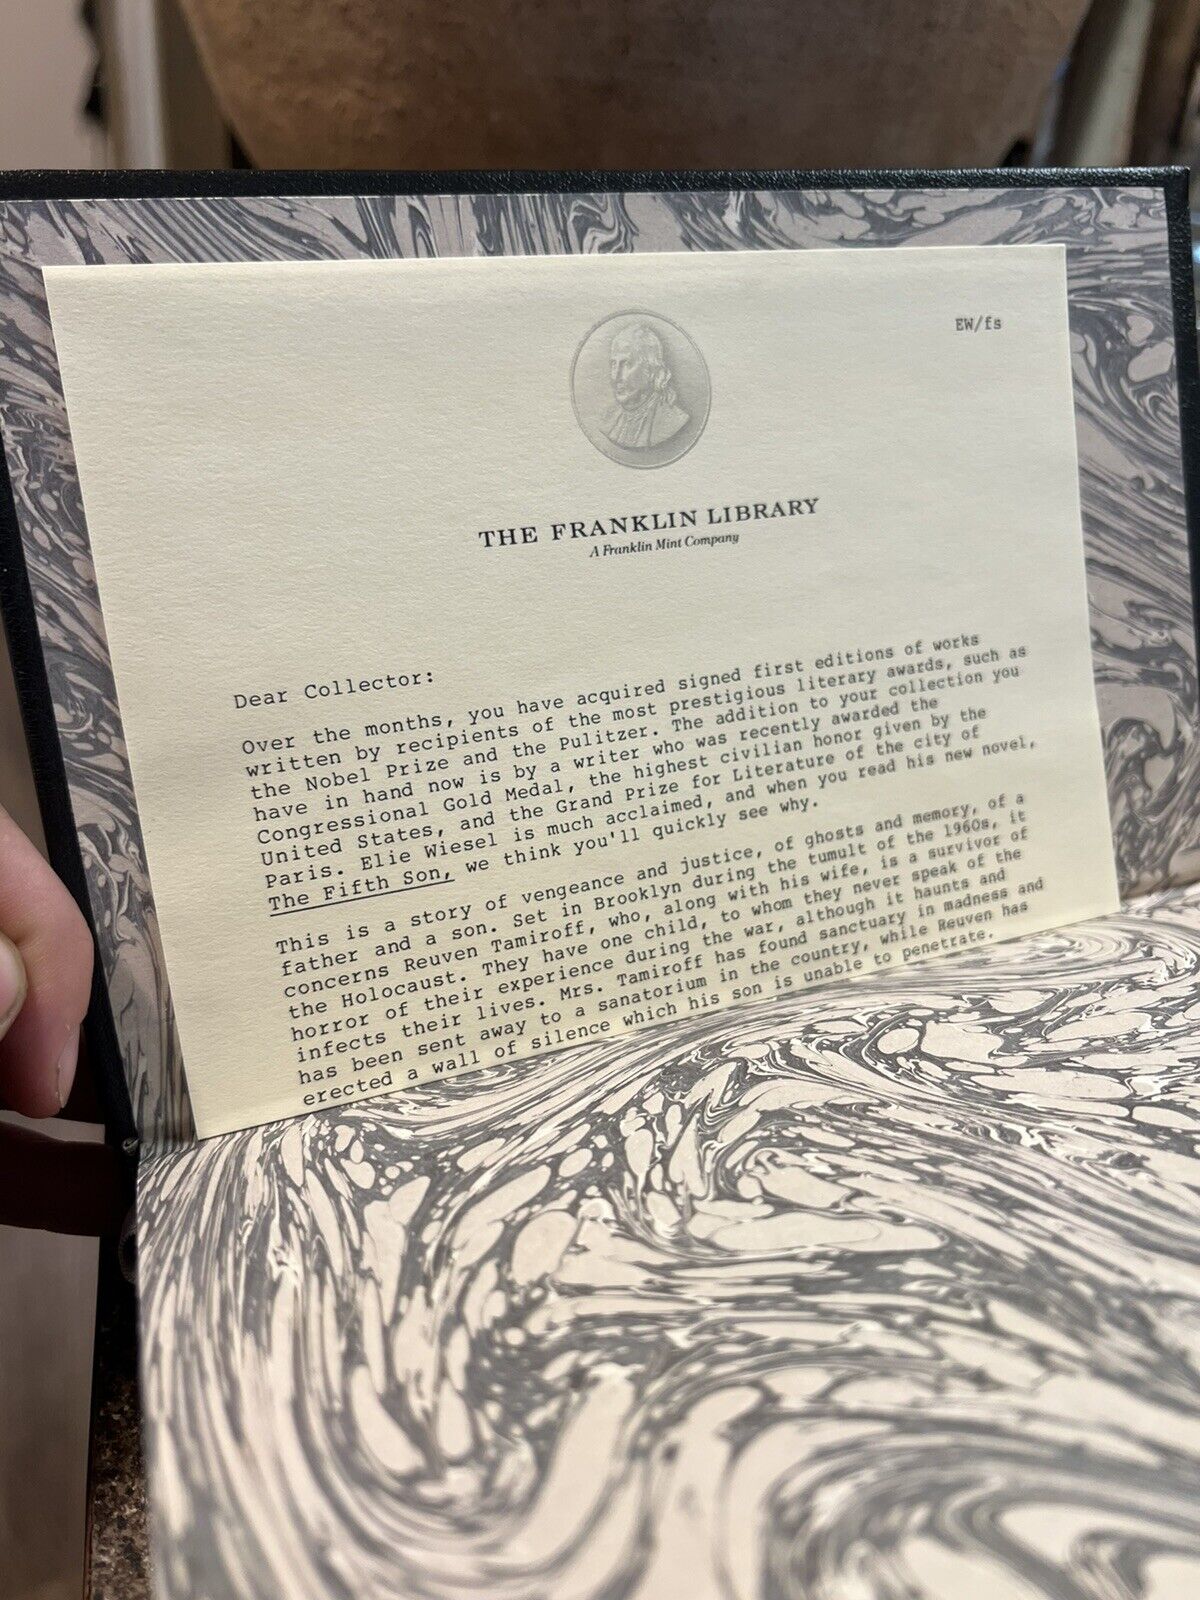 EW/fs
THE FRANKLIN LIBRARY
A Franklin Mint Company
Dear Collector:
Over the months, you have acquired signed first editions of works
written by recipients of the most prestigious literary awards, such as
the Nobel Prize and the Pulitzer. The addition to your collection you
have in hand now is by a writer who was recently awarded the
Congressional Gold Medal, the highest civilian honor given by the
United States, and the Grand Prize for Literature of the city of
Paris. Elie Wiesel is much acclaimed, and when you read his new novel,
The Fifth Son, we think you'll quickly see why.
This is a story of vengeance and justice, of ghosts and memory, of a
father and a son. Set in Brooklyn during the tumult of the 1960s, it
concerns Reuven Tamiroff, who, along with his wife, is a survivor of
the Holocaust. They have one child, to whom they never speak of the
horror of their experience during the war, although it haunts and
infects their lives. Mrs. Tamiroff has found sanctuary in madness and
has been sent away to a sanatorium in the country, while Reuven has
erected a wall of silence which his son is unable to penetrate.